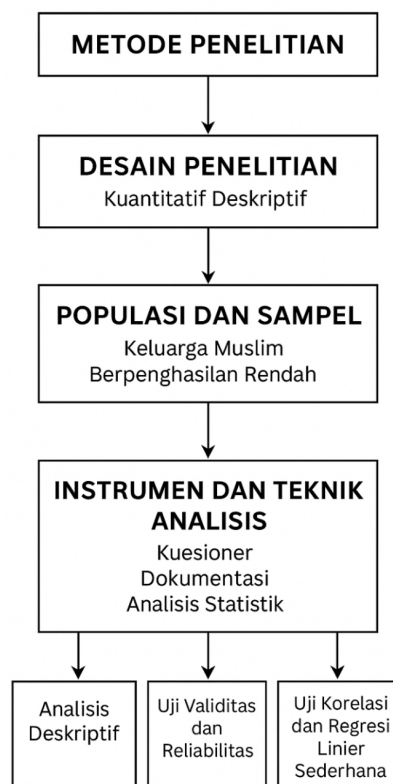 METODE PENELITIAN
DESAIN PENELITIAN
Kuantitatif Deskriptif
POPULASI DAN SAMPEL
Keluarga Muslim
Berpenghasilan Rendah
INSTRUMEN DAN TEKNIK
ANALISIS
Kuesioner
Dokumentasi
Analisis Statistik
Analisis
Deskriptif
Uji Validitas
dan
Reliabilitas
Uji Korelasi
dan Regresi
Linier
Sederhana